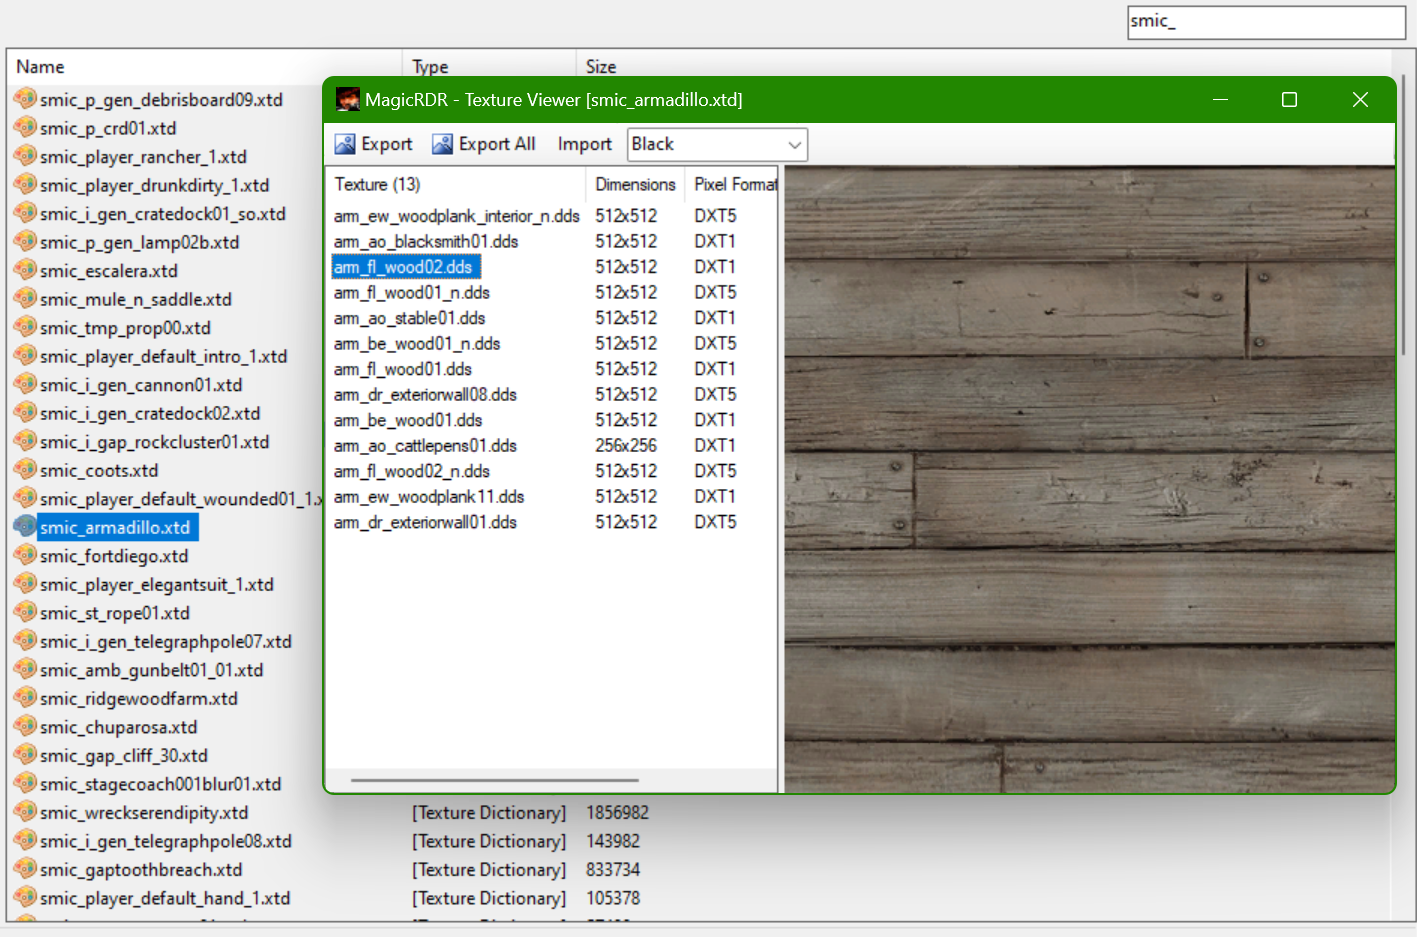 smic_
Name Type Size
smic_p_gen_debrisboard09.xtd
smic_p_crd01.xtd
smic_player_rancher_1.xtd
smic_player_drunkdirty_1.xtd
smic_i_gen_cratedock01_so.xtd
smic_p_gen_lamp02b.xtd
smic_escalera.xtd
smic_mule_n_saddle.xtd
smic_tmp_prop00.xtd
smic_player_default_intro_1.xtd
smic_i_gen_cannon01.xtd
smic_i_gen_cratedock02.xtd
smic_i_gap_rockcluster01.xtd
smic_coots.xtd
smic_player_default_wounded01_1.x
smic_armadillo.xtd
smic_fortdiego.xtd
smic_player_elegantsuit_1.xtd
smic_st_rope01.xtd
smic_i_gen_telegraphpole07.xtd
smic_amb_gunbelt01_01.xtd
smic_ridgewoodfarm.xtd
smic_chuparosa.xtd
smic_gap_cliff_30.xtd
smic_stagecoach001blur01.xtd
smic_wreckserendipity.xtd [Texture Dictionary] 1856982
smic_i_gen_telegraphpole08.xtd [Texture Dictionary] 143982
smic_gaptoothbreach.xtd [Texture Dictionary] 833734
smic_player_default_hand_1.xtd [Texture Dictionary] 105378
MagicRDR - Texture Viewer [smic_armadillo.xtd]
Export Export All Import Black
Texture (13) Dimensions Pixel Format
arm_ew_woodplank_interior_n.dds 512x512 DXT5
arm_ao_blacksmith01.dds 512x512 DXT1
arm_fl_wood02.dds 512x512 DXT1
arm_fl_wood01_n.dds 512x512 DXT5
arm_ao_stable01.dds 512x512 DXT1
arm_be_wood01_n.dds 512x512 DXT5
arm_fl_wood01.dds 512x512 DXT1
arm_dr_exteriorwall08.dds 512x512 DXT5
arm_be_wood01.dds 512x512 DXT1
arm_ao_cattlepens01.dds 256x256 DXT1
arm_fl_wood02_n.dds 512x512 DXT5
arm_ew_woodplank11.dds 512x512 DXT1
arm_dr_exteriorwall01.dds 512x512 DXT5